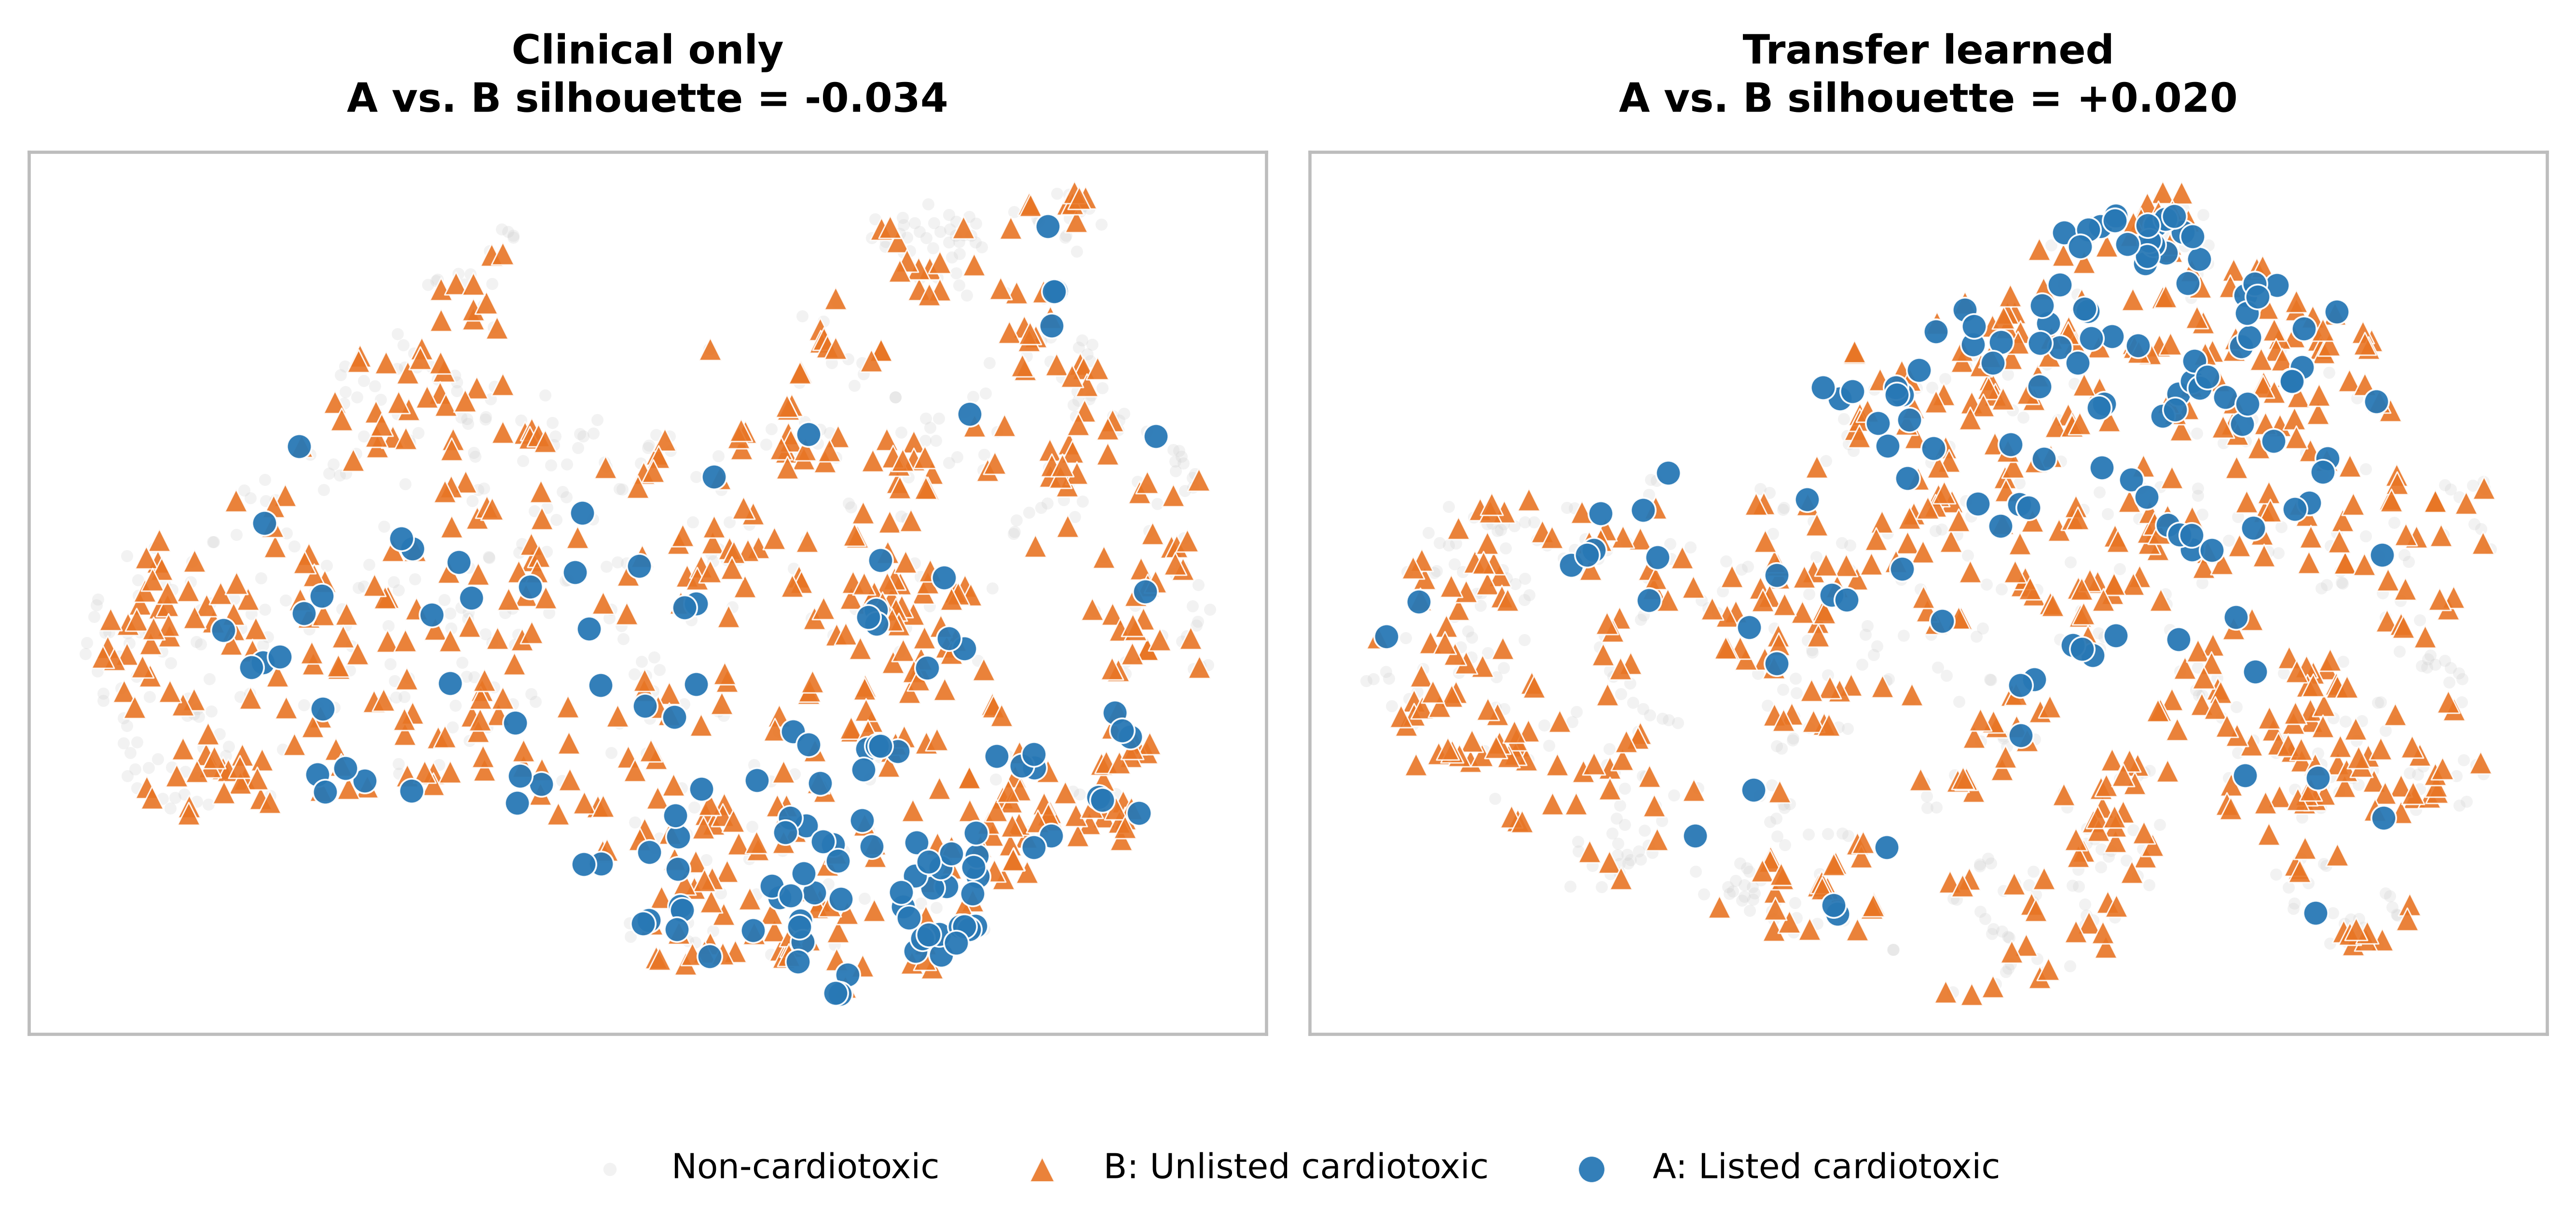 Clinical only
A vs. B silhouette = -0.034
Transfer learned
A vs. B silhouette = +0.020
Non-cardiotoxic
B: Unlisted cardiotoxic
A: Listed cardiotoxic